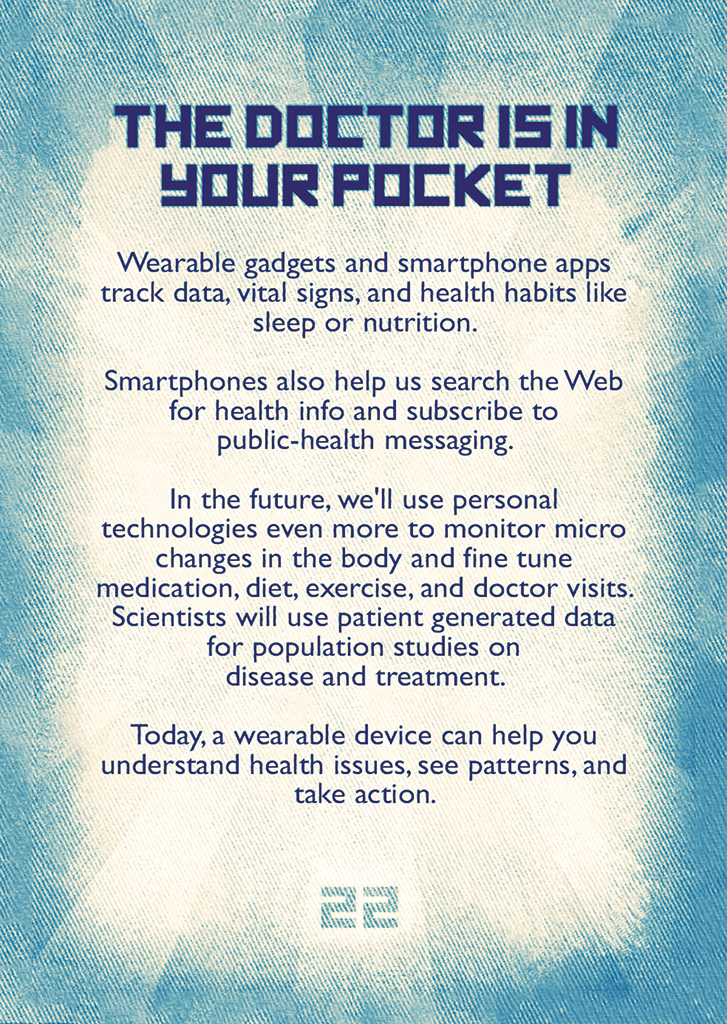 THE DOCTOR IS IN
YOUR POCKET
Wearable gadgets and smartphone apps
track data, vital signs, and health habits like
sleep or nutrition.
Smartphones also help us search the Web
for health info and subscribe to
public-health messaging.
In the future, we'll use personal
technologies even more to monitor micro
changes in the body and fine tune
medication, diet, exercise, and doctor visits.
Scientists will use patient generated data
for population studies on
disease and treatment.
Today, a wearable device can help you
understand health issues, see patterns, and
take action.
22